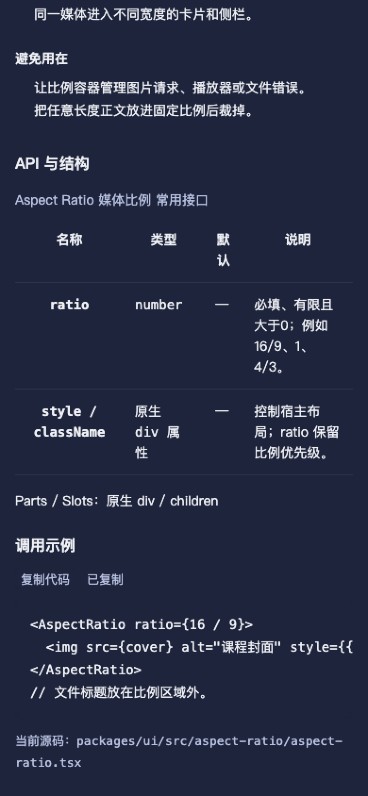 同一媒体进入不同宽度的卡片和侧栏。
避免用在
让比例容器管理图片请求、播放器或文件错误。
把任意长度正文放进固定比例后裁掉。
API 与结构
Aspect Ratio 媒体比例 常用接口
名称 类型 默认 说明
ratio number — 必填、有限且大于0；例如 16/9、1、4/3。
style / className 原生 div 属性 — 控制宿主布局；ratio 保留比例优先级。
Parts / Slots：原生 div / children
调用示例
复制代码 已复制
<AspectRatio ratio={16 / 9}>
<img src={cover} alt="课程封面" style={{
</AspectRatio>
// 文件标题放在比例区域外。
当前源码：packages/ui/src/aspect-ratio/aspect-
ratio.tsx